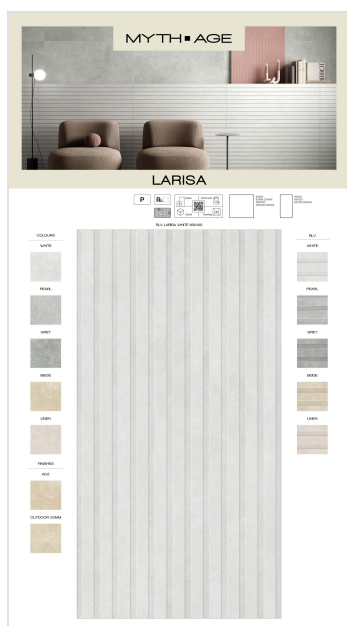 MYTH■AGE
LARISA
P
RLV LARISA WHITE 60X120
COLOURS
WHITE
PEARL
GREY
BEIGE
LINEN
FINISHES
ADZ
OUTDOOR 20MM
RLV
WHITE
PEARL
GREY
BEIGE
LINEN